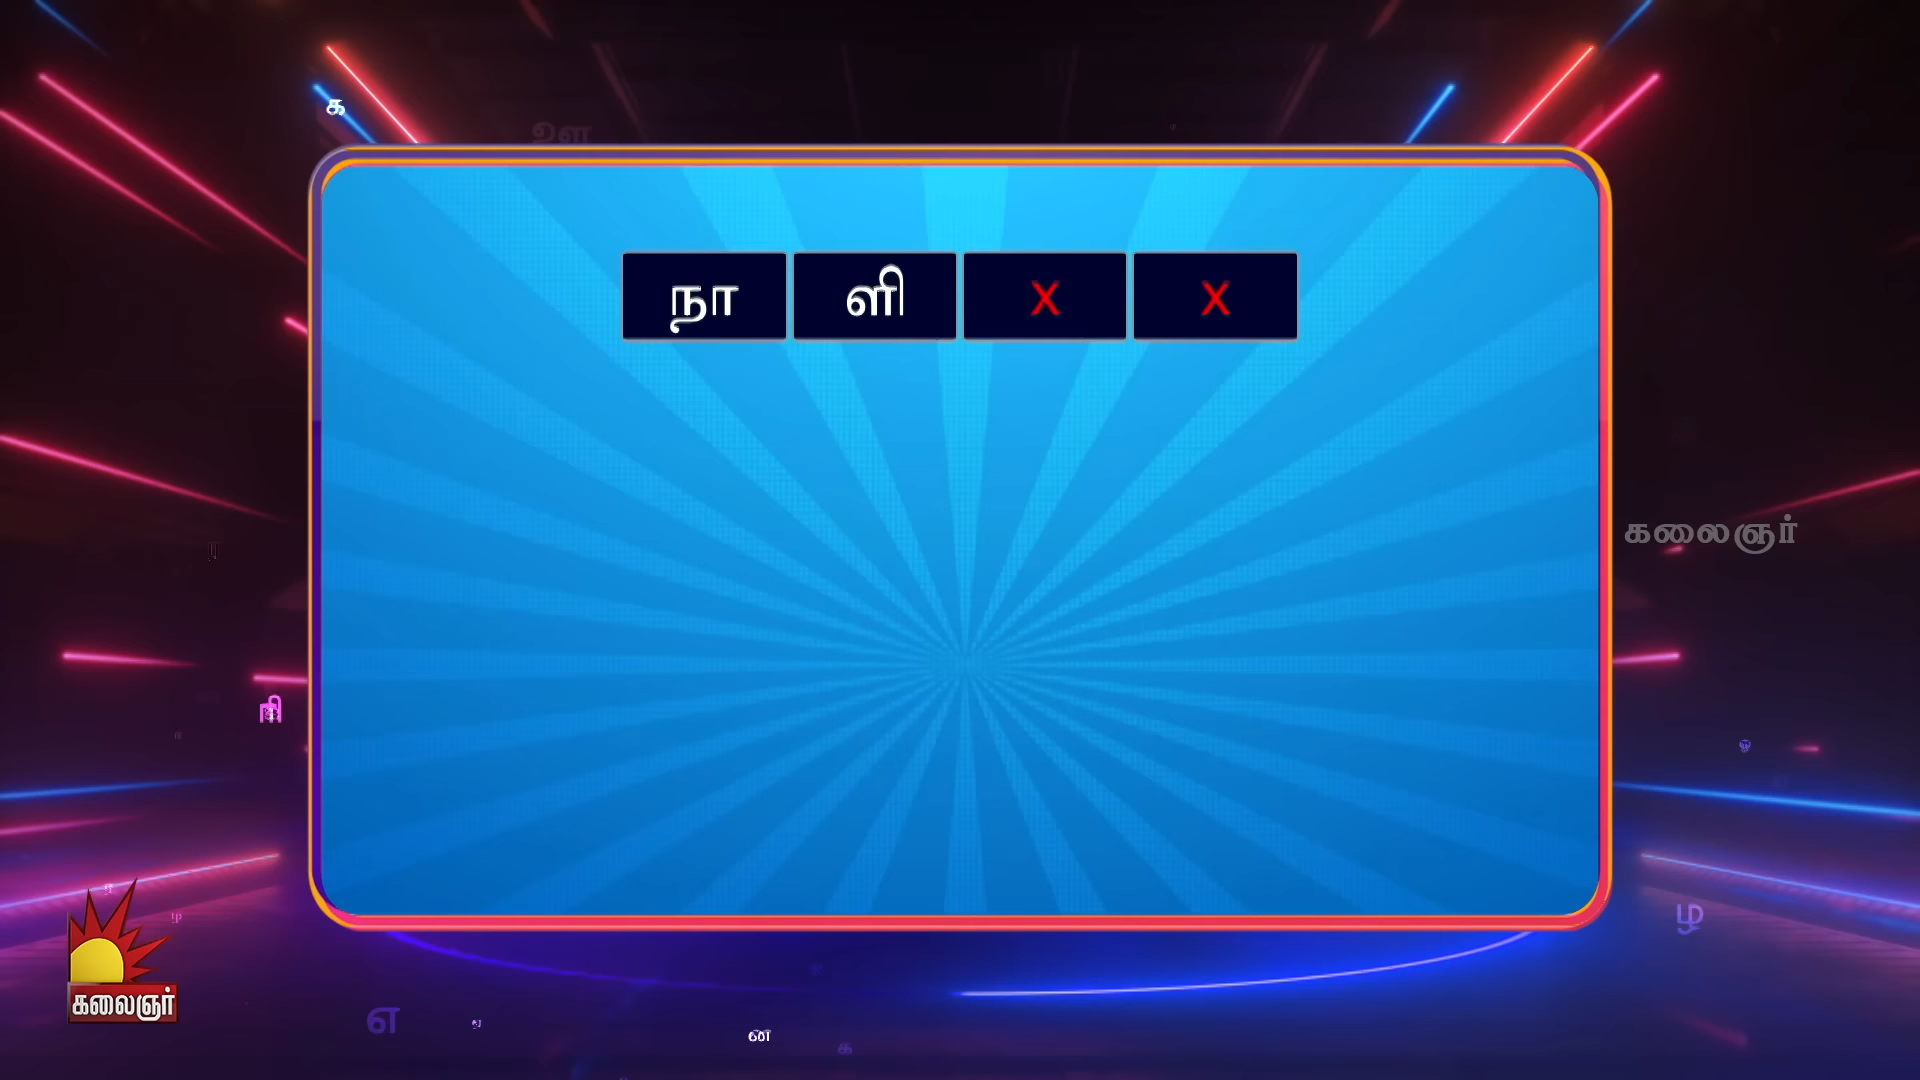 க
ஊ
நா ளி X X
கலைஞர்
ழ
கலைஞர்
எ
ன
க